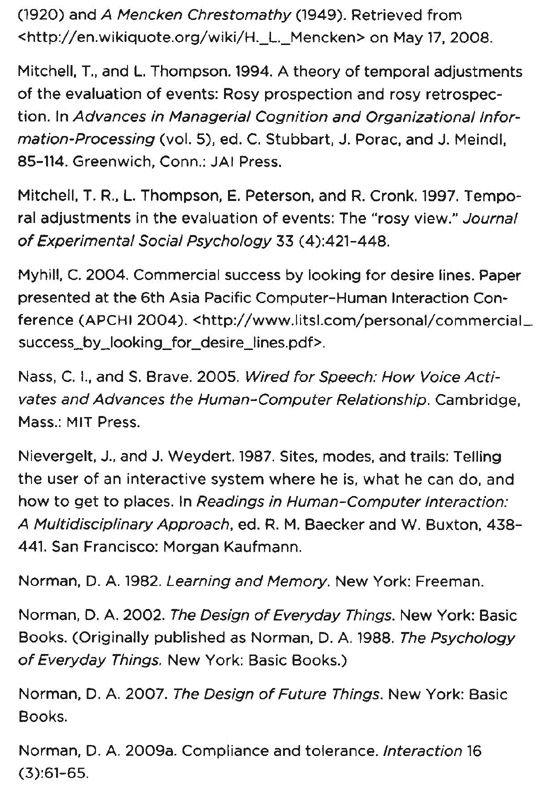 (1920) and A Mencken Chrestomathy (1949). Retrieved from
<http://en.wikiquote.org/wiki/H._L._Mencken> on May 17, 2008.
Mitchell, T., and L. Thompson. 1994. A theory of temporal adjustments
of the evaluation of events: Rosy prospection and rosy retrospec-
tion. In Advances in Managerial Cognition and Organizational Infor-
mation-Processing (vol. 5), ed. C. Stubbart, J. Porac, and J. Meindl,
85–114. Greenwich, Conn.: JAI Press.
Mitchell, T. R., L. Thompson, E. Peterson, and R. Cronk. 1997. Tempo-
ral adjustments in the evaluation of events: The “rosy view.” Journal
of Experimental Social Psychology 33 (4):421–448.
Myhill, C. 2004. Commercial success by looking for desire lines. Paper
presented at the 6th Asia Pacific Computer–Human Interaction Con-
ference (APCHI 2004). <http://www.litsl.com/personal/commercial_
success_by_looking_for_desire_lines.pdf>.
Nass, C. I., and S. Brave. 2005. Wired for Speech: How Voice Acti-
vates and Advances the Human–Computer Relationship. Cambridge,
Mass.: MIT Press.
Nievergelt, J., and J. Weydert. 1987. Sites, modes, and trails: Telling
the user of an interactive system where he is, what he can do, and
how to get to places. In Readings in Human–Computer Interaction:
A Multidisciplinary Approach, ed. R. M. Baecker and W. Buxton, 438–
441. San Francisco: Morgan Kaufmann.
Norman, D. A. 1982. Learning and Memory. New York: Freeman.
Norman, D. A. 2002. The Design of Everyday Things. New York: Basic
Books. (Originally published as Norman, D. A. 1988. The Psychology
of Everyday Things. New York: Basic Books.)
Norman, D. A. 2007. The Design of Future Things. New York: Basic
Books.
Norman, D. A. 2009a. Compliance and tolerance. Interaction 16
(3):61–65.